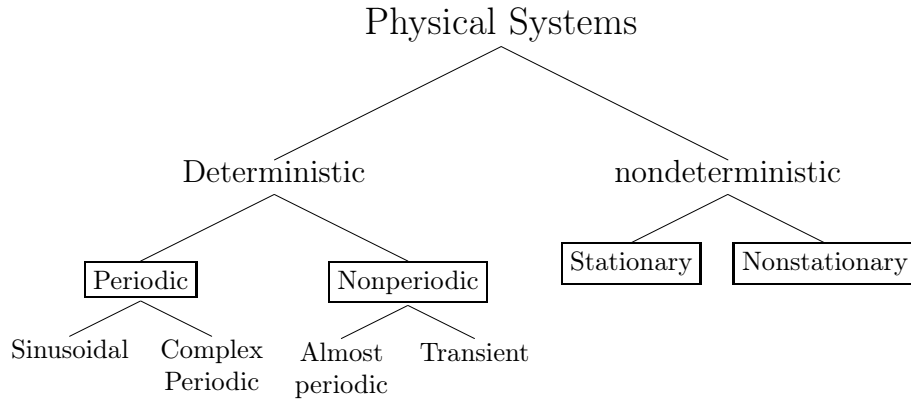 Physical Systems
Deterministic
nondeterministic
Periodic
Nonperiodic
Stationary
Nonstationary
Sinusoidal
Complex
Periodic
Almost
periodic
Transient